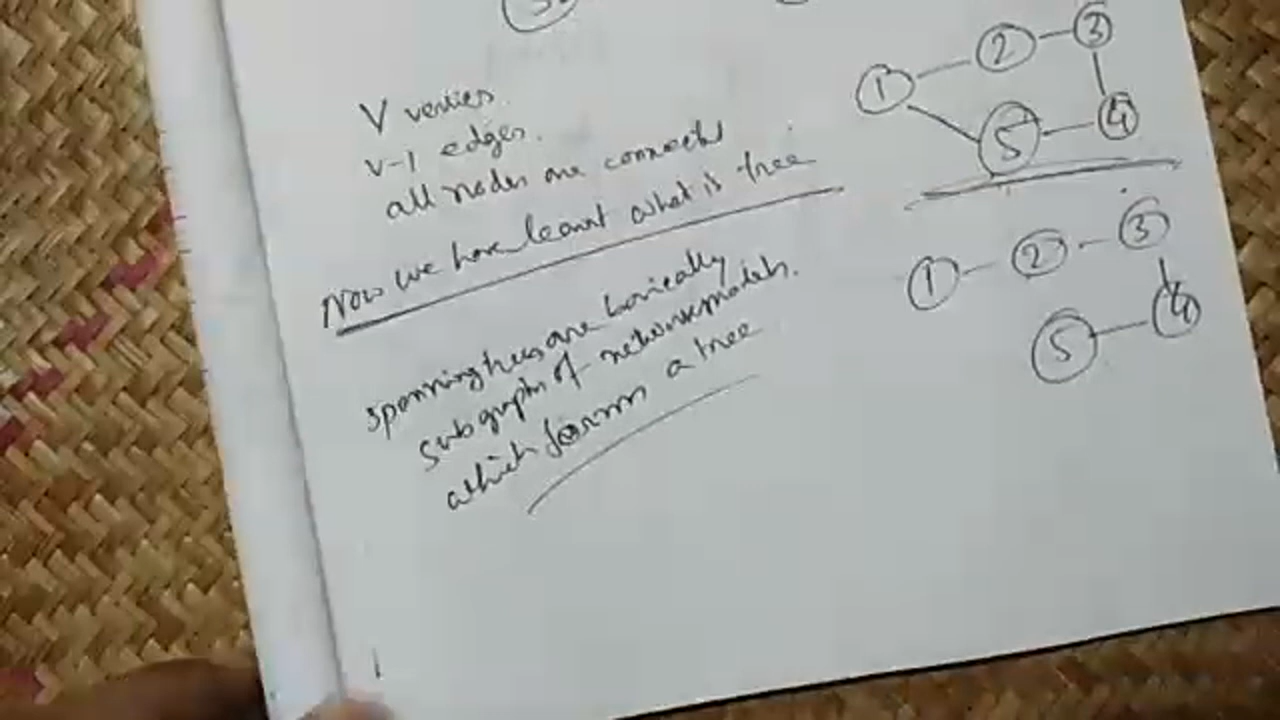 V verties.
V-1 edges.
all nodes are connected
Now we have learnt what is tree
spanning trees are basically
subgraphs of networkmodels.
which forms a tree
1 2 3
5 4
1 2 3
5 4